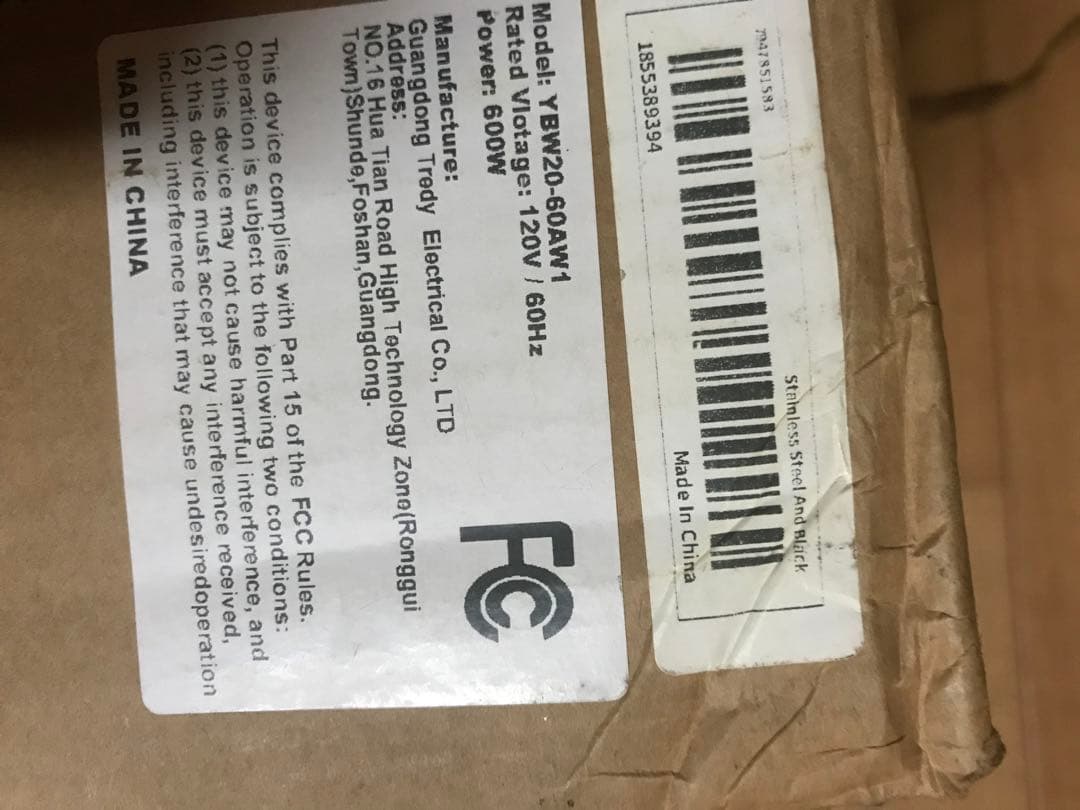 7947851583
Stainless Steel And Black
1855389394
Made In China
Model: YBW20-60AW1
Rated Vlotage: 120V / 60Hz
Power: 600W
FC
Manufacture:
Guangdong Tredy Electrical Co., LTD
Address:
NO.16 Hua Tian Road High Technology Zone(Ronggui
Town)Shunde,Foshan,Guangdong.
This device complies with Part 15 of the FCC Rules.
Operation is subject to the following two conditions:
(1) this device may not cause harmful interference, and
(2) this device must accept any interference received,
including interference that may cause undesiredoperation
MADE IN CHINA